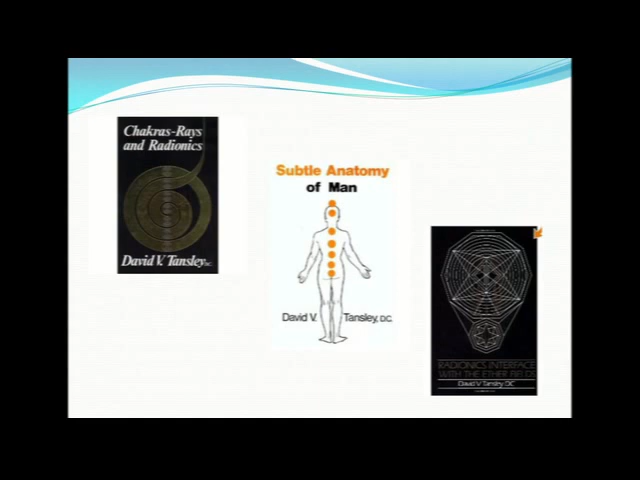 Chakras-Rays
and Radionics
David V. Tansley D.C.
Subtle Anatomy
of Man
David V. Tansley, D.C.
RADIONICS INTERFACE
WITH THE ETHER FIELDS
David V Tansley DC